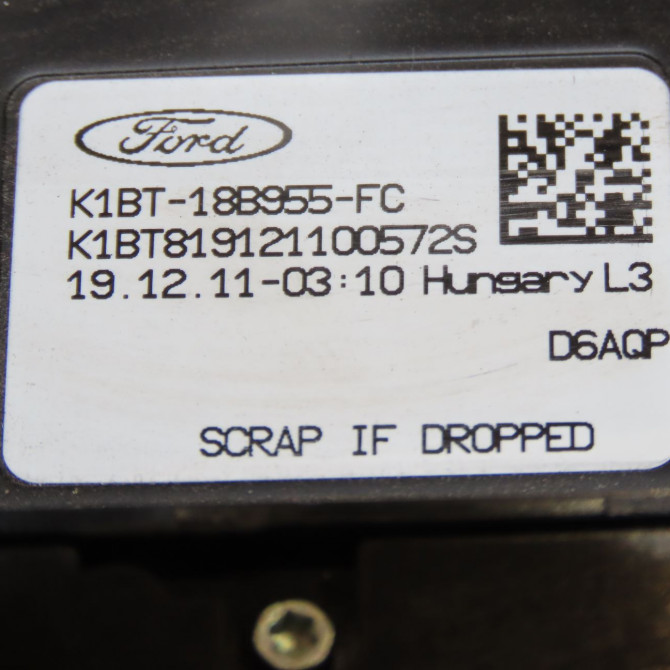 Ford
K1BT-18B955-FC
K1BT819121100572S
19.12.11-03:10 Hungary L3
D6AQP
SCRAP IF DROPPED